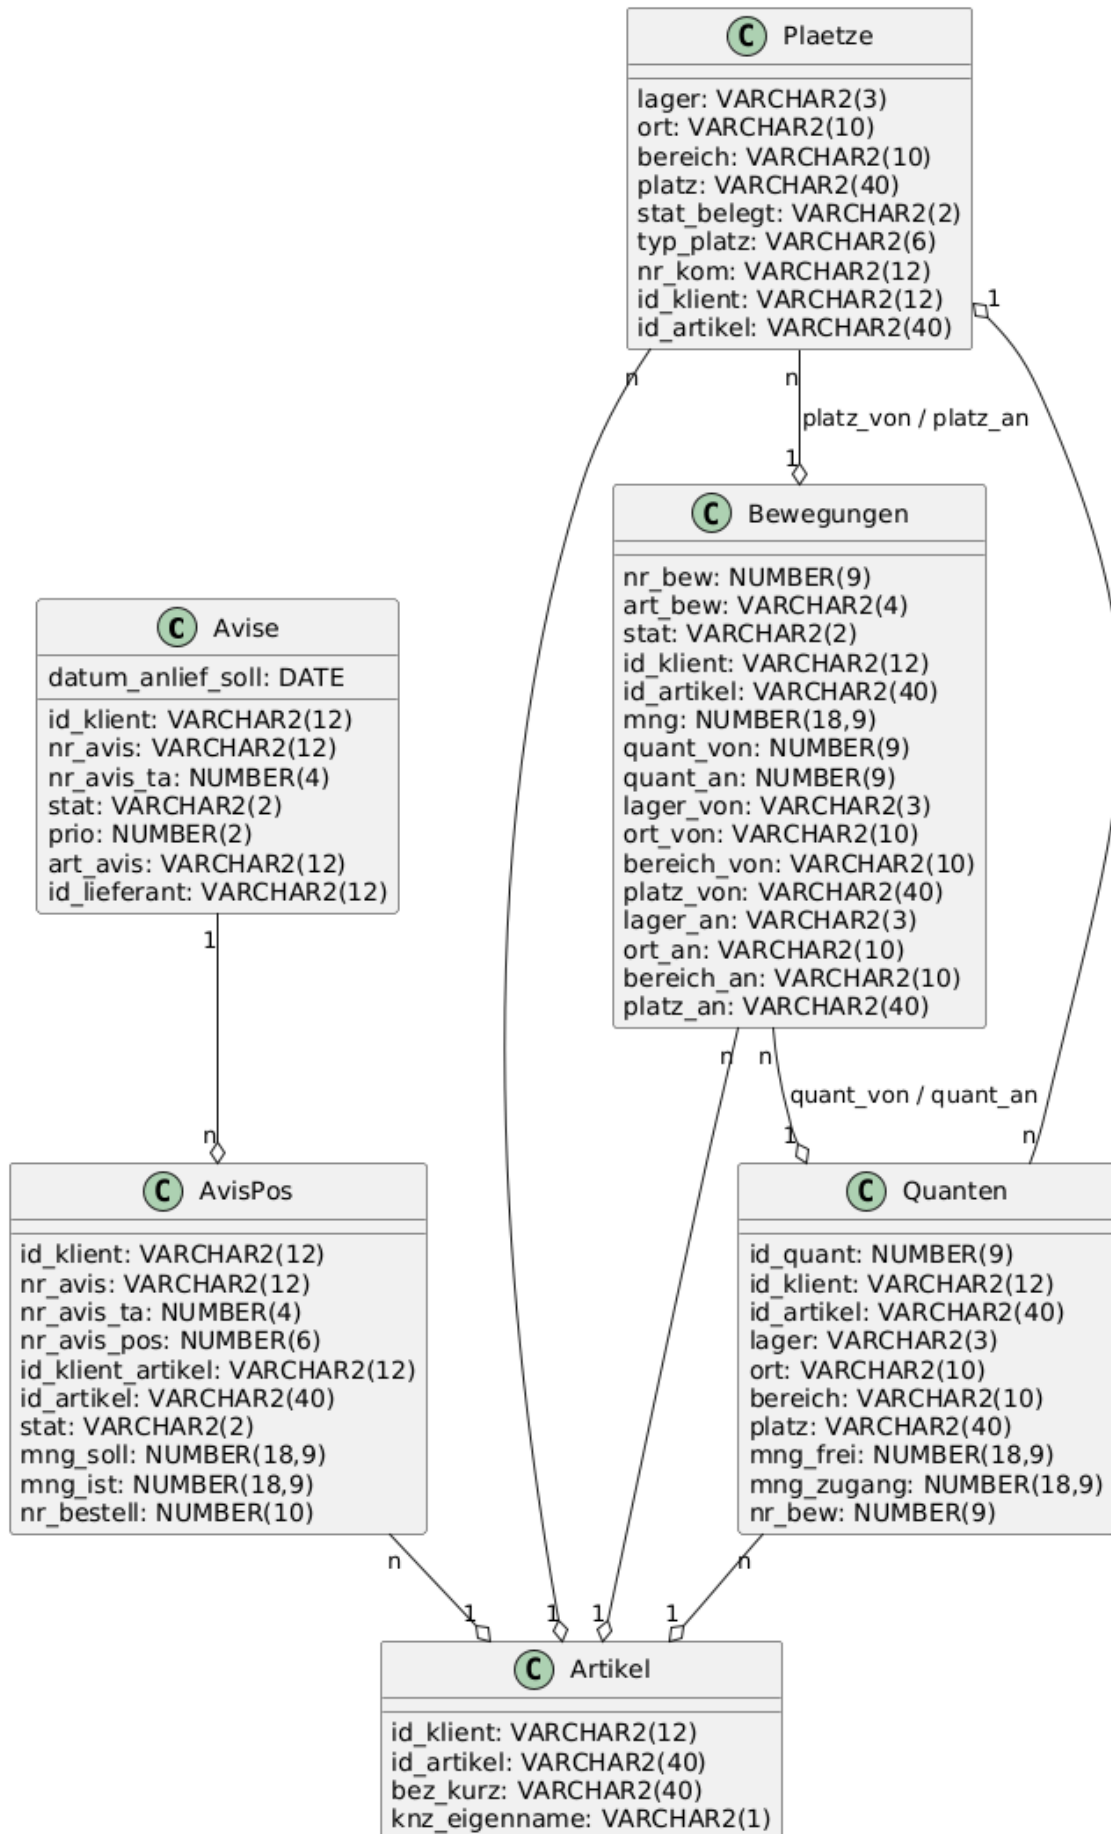 C Plaetze
lager: VARCHAR2(3)
ort: VARCHAR2(10)
bereich: VARCHAR2(10)
platz: VARCHAR2(40)
stat_belegt: VARCHAR2(2)
typ_platz: VARCHAR2(6)
nr_kom: VARCHAR2(12)
id_klient: VARCHAR2(12)
id_artikel: VARCHAR2(40)
1
n
n
platz_von / platz_an
1
C Bewegungen
nr_bew: NUMBER(9)
art_bew: VARCHAR2(4)
stat: VARCHAR2(2)
id_klient: VARCHAR2(12)
id_artikel: VARCHAR2(40)
mng: NUMBER(18,9)
quant_von: NUMBER(9)
quant_an: NUMBER(9)
lager_von: VARCHAR2(3)
ort_von: VARCHAR2(10)
bereich_von: VARCHAR2(10)
platz_von: VARCHAR2(40)
lager_an: VARCHAR2(3)
ort_an: VARCHAR2(10)
bereich_an: VARCHAR2(10)
platz_an: VARCHAR2(40)
C Avise
datum_anlief_soll: DATE
id_klient: VARCHAR2(12)
nr_avis: VARCHAR2(12)
nr_avis_ta: NUMBER(4)
stat: VARCHAR2(2)
prio: NUMBER(2)
art_avis: VARCHAR2(12)
id_lieferant: VARCHAR2(12)
1
n
n
n
quant_von / quant_an
1
n
C AvisPos
id_klient: VARCHAR2(12)
nr_avis: VARCHAR2(12)
nr_avis_ta: NUMBER(4)
nr_avis_pos: NUMBER(6)
id_klient_artikel: VARCHAR2(12)
id_artikel: VARCHAR2(40)
stat: VARCHAR2(2)
mng_soll: NUMBER(18,9)
mng_ist: NUMBER(18,9)
nr_bestell: NUMBER(10)
C Quanten
id_quant: NUMBER(9)
id_klient: VARCHAR2(12)
id_artikel: VARCHAR2(40)
lager: VARCHAR2(3)
ort: VARCHAR2(10)
bereich: VARCHAR2(10)
platz: VARCHAR2(40)
mng_frei: NUMBER(18,9)
mng_zugang: NUMBER(18,9)
nr_bew: NUMBER(9)
n
n
1
1
1
1
C Artikel
id_klient: VARCHAR2(12)
id_artikel: VARCHAR2(40)
bez_kurz: VARCHAR2(40)
knz_eigenname: VARCHAR2(1)